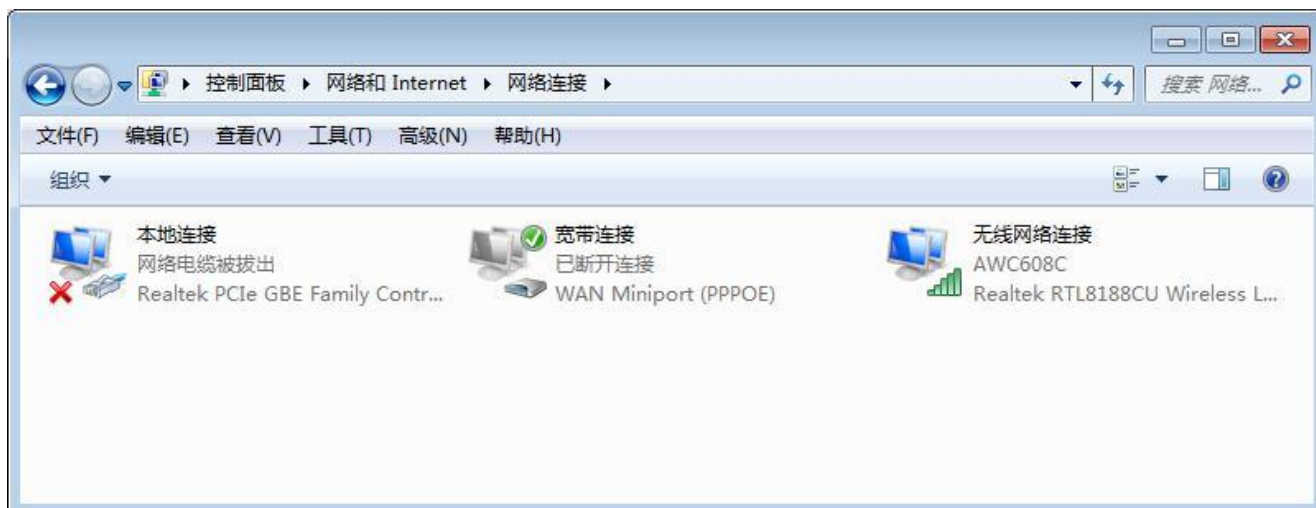 控制面板 网络和 Internet 网络连接
搜索 网络...
文件(F) 编辑(E) 查看(V) 工具(T) 高级(N) 帮助(H)
组织
本地连接
网络电缆被拔出
Realtek PCIe GBE Family Contr...
宽带连接
已断开连接
WAN Miniport (PPPOE)
无线网络连接
AWC608C
Realtek RTL8188CU Wireless L...